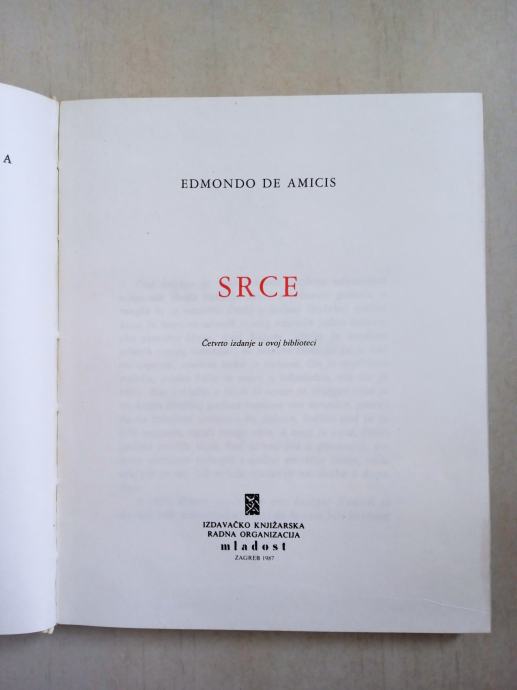 A
EDMONDO DE AMICIS
SRCE
Četvrto izdanje u ovoj biblioteci
IZDAVAČKO KNJIŽARSKA
RADNA ORGANIZACIJA
mladost
ZAGREB 1987